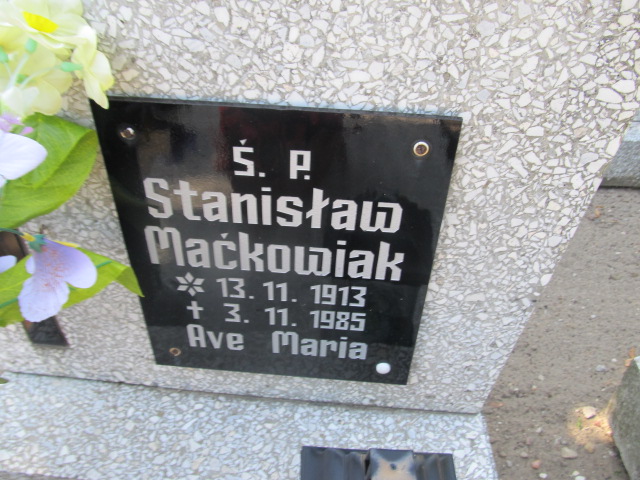 Ś. P.
Stanisław
Maćkowiak
✲ 13. 11. 1913
✝ 3. 11. 1985
Ave Maria